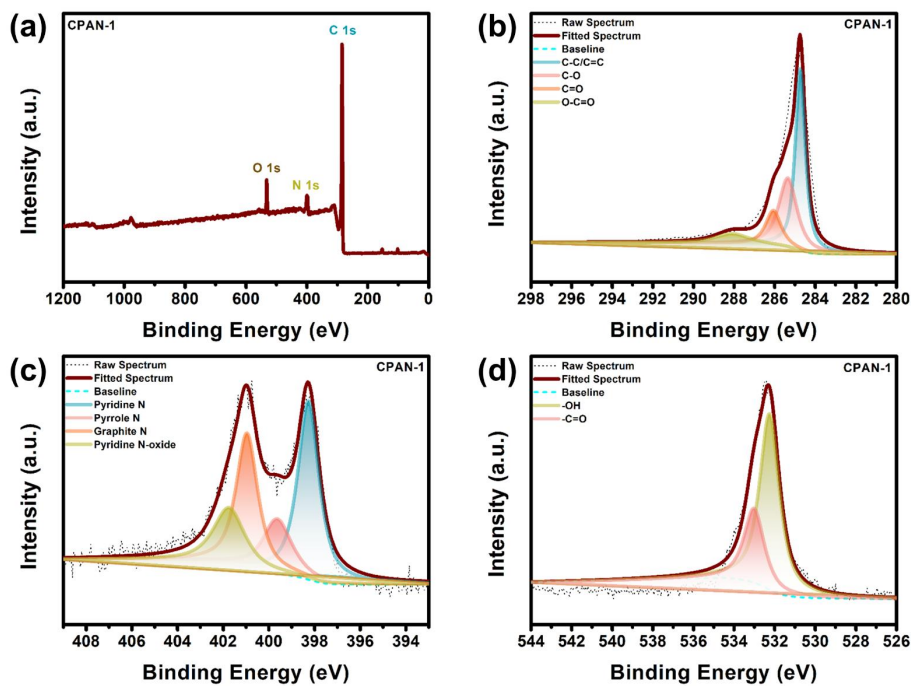 (a)
CPAN-1
C 1s
O 1s
N 1s
Intensity (a.u.)
1200 1000 800 600 400 200 0
Binding Energy (eV)
(b)
CPAN-1
Raw Spectrum
Fitted Spectrum
Baseline
C-C/C=C
C-O
C=O
O-C=O
Intensity (a.u.)
298 296 294 292 290 288 286 284 282 280
Binding Energy (eV)
(c)
CPAN-1
Raw Spectrum
Fitted Spectrum
Baseline
Pyridine N
Pyrrole N
Graphite N
Pyridine N-oxide
Intensity (a.u.)
408 406 404 402 400 398 396 394
Binding Energy (eV)
(d)
CPAN-1
Raw Spectrum
Fitted Spectrum
Baseline
-OH
-C=O
Intensity (a.u.)
544 542 540 538 536 534 532 530 528 526
Binding Energy (eV)